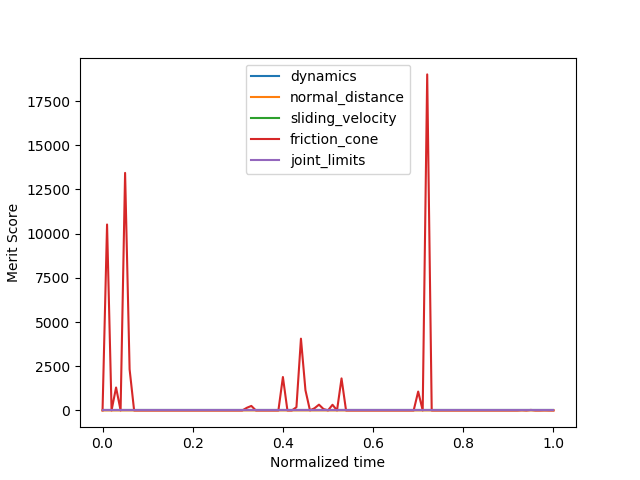 dynamics
normal_distance
sliding_velocity
friction_cone
joint_limits
17500
15000
12500
10000
7500
5000
2500
0
Merit Score
0.0 0.2 0.4 0.6 0.8 1.0
Normalized time